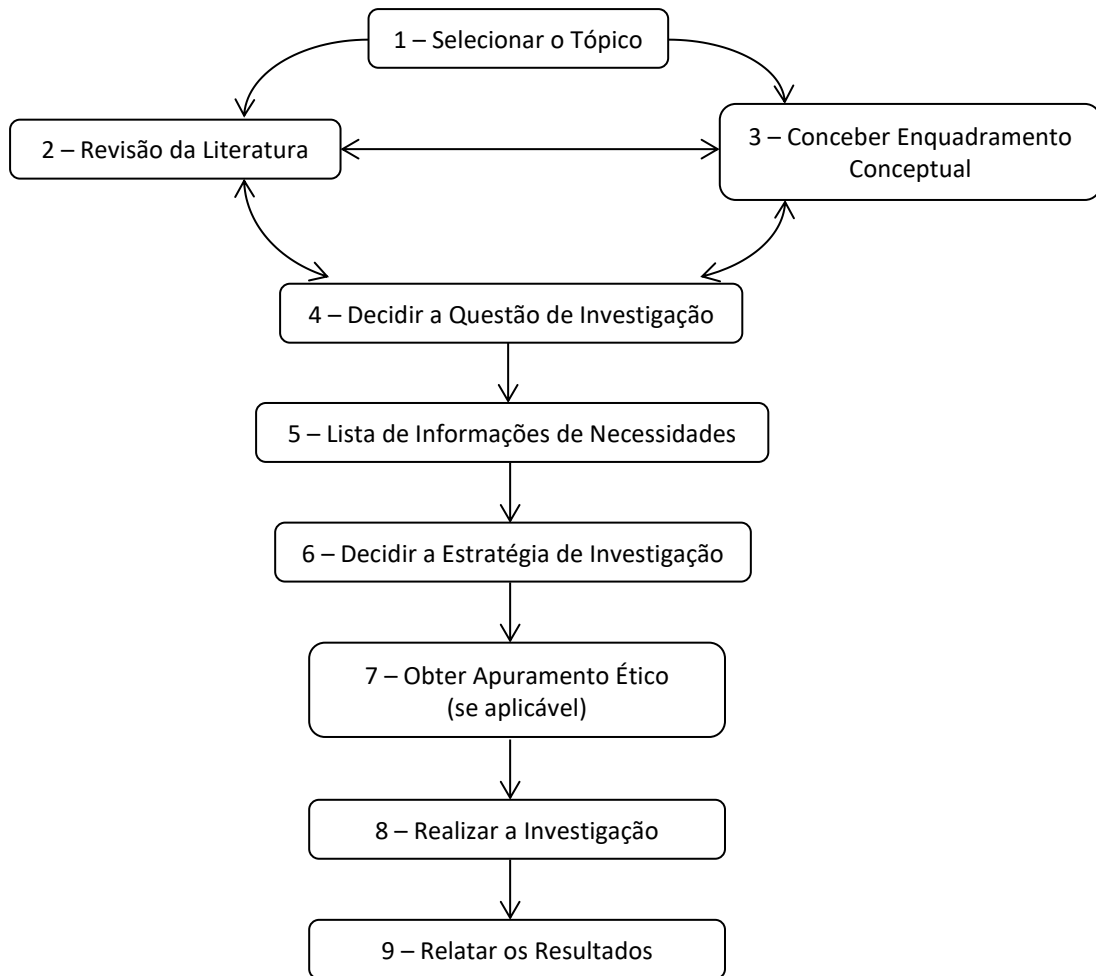 1 – Selecionar o Tópico
2 – Revisão da Literatura
3 – Conceber Enquadramento
Conceptual
4 – Decidir a Questão de Investigação
5 – Lista de Informações de Necessidades
6 – Decidir a Estratégia de Investigação
7 – Obter Apuramento Ético
(se aplicável)
8 – Realizar a Investigação
9 – Relatar os Resultados